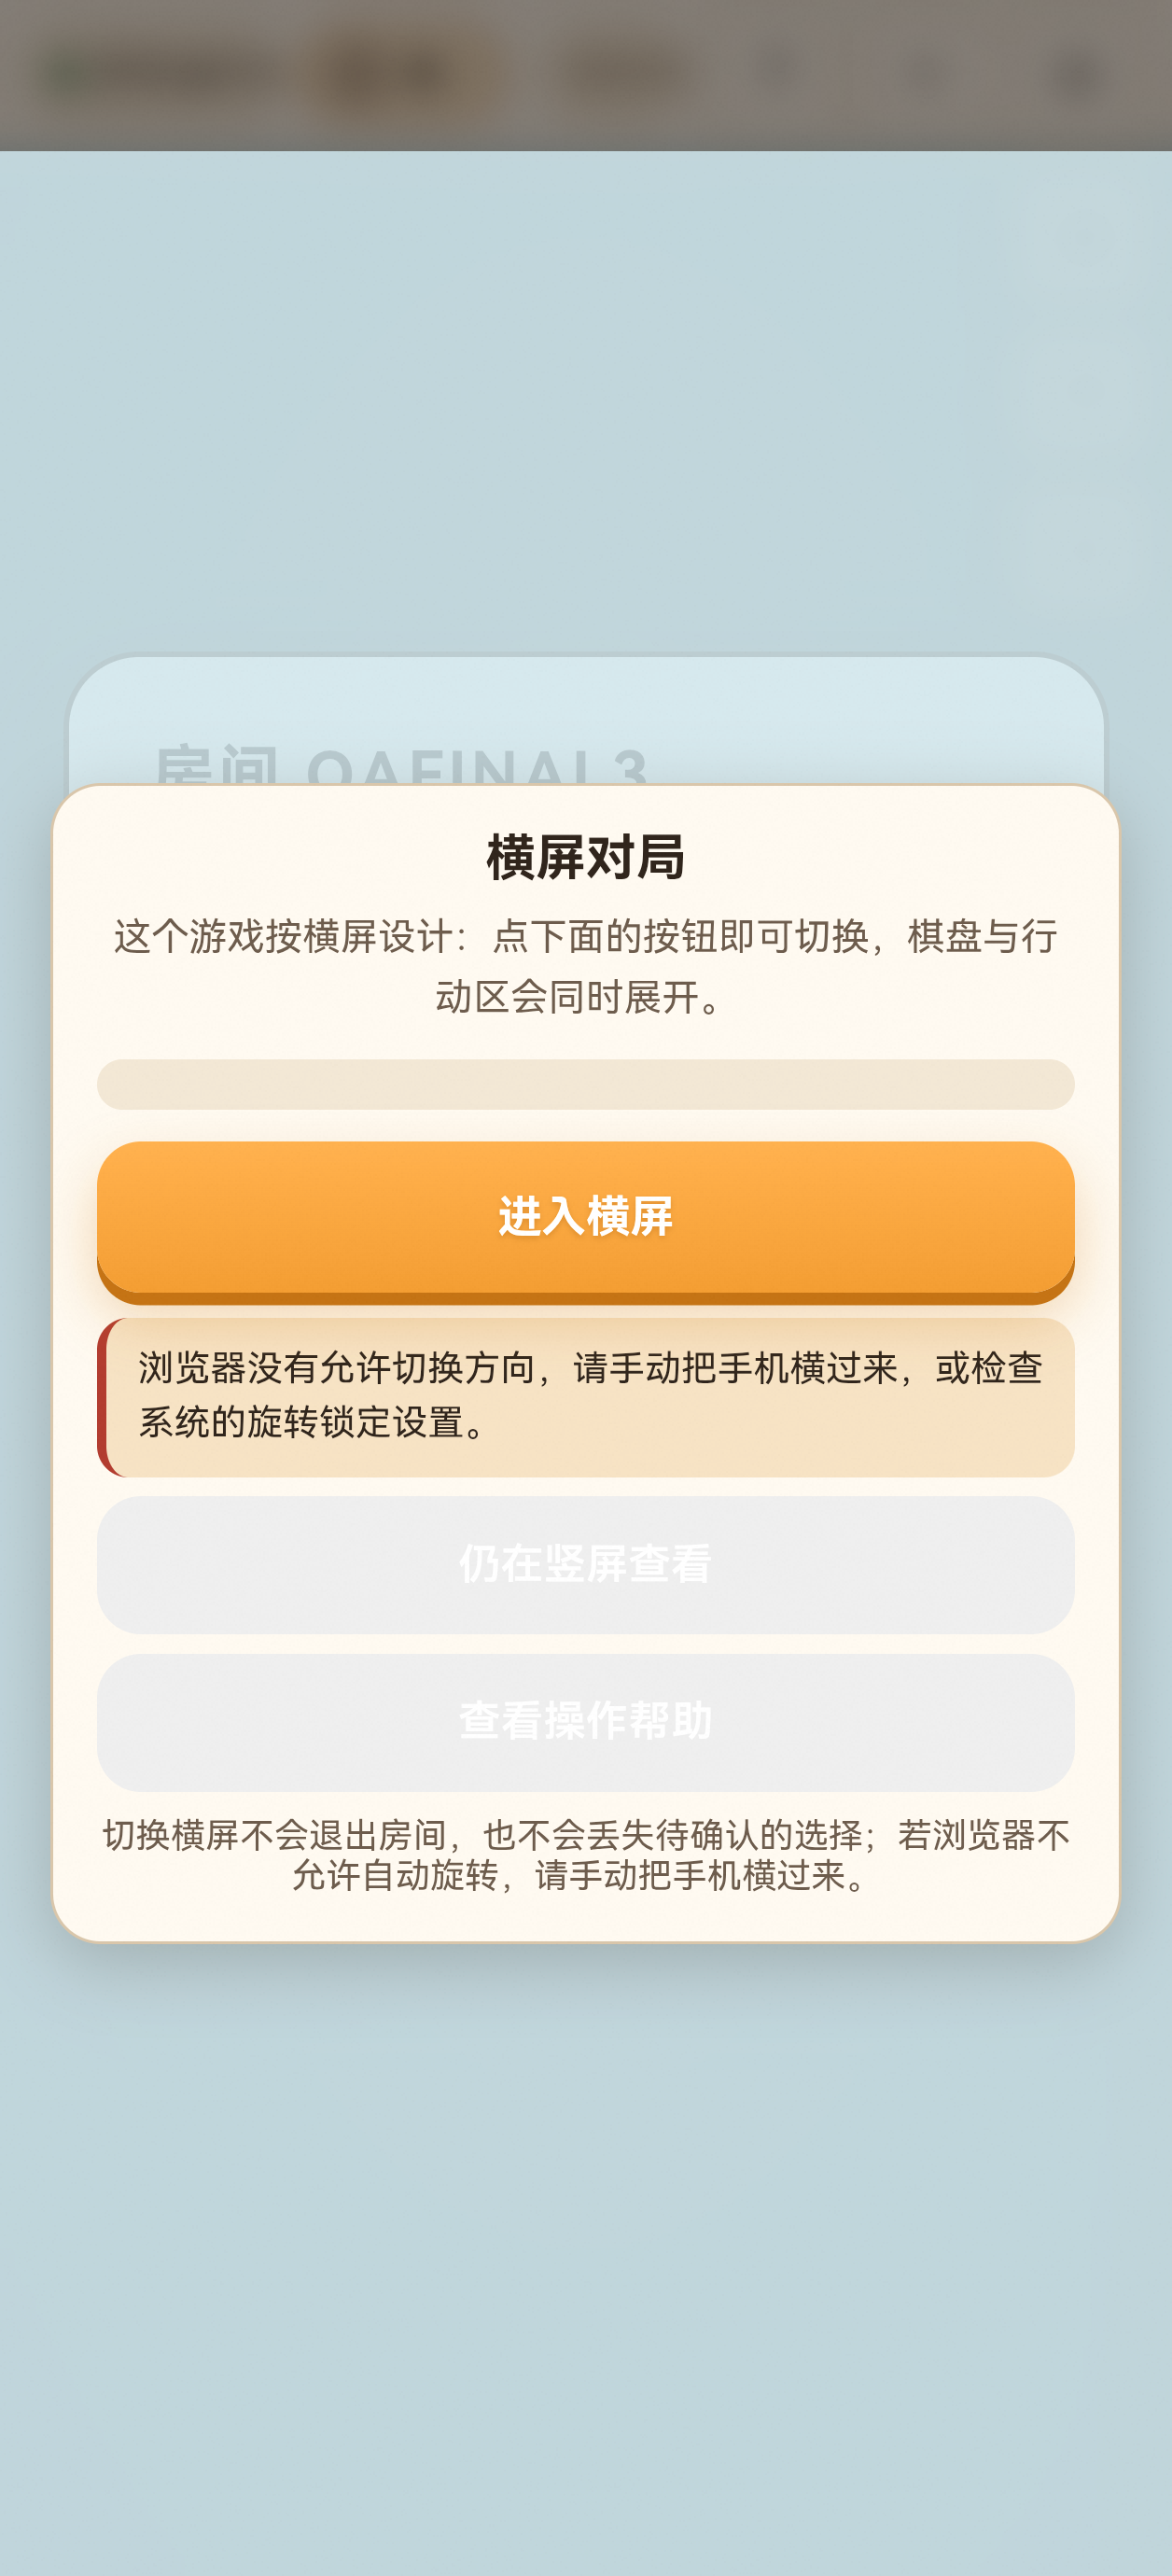 房间 QAFINAL3
横屏对局
这个游戏按横屏设计：点下面的按钮即可切换，棋盘与行
动区会同时展开。
进入横屏
浏览器没有允许切换方向，请手动把手机横过来，或检查
系统的旋转锁定设置。
仍在竖屏查看
查看操作帮助
切换横屏不会退出房间，也不会丢失待确认的选择；若浏览器不
允许自动旋转，请手动把手机横过来。